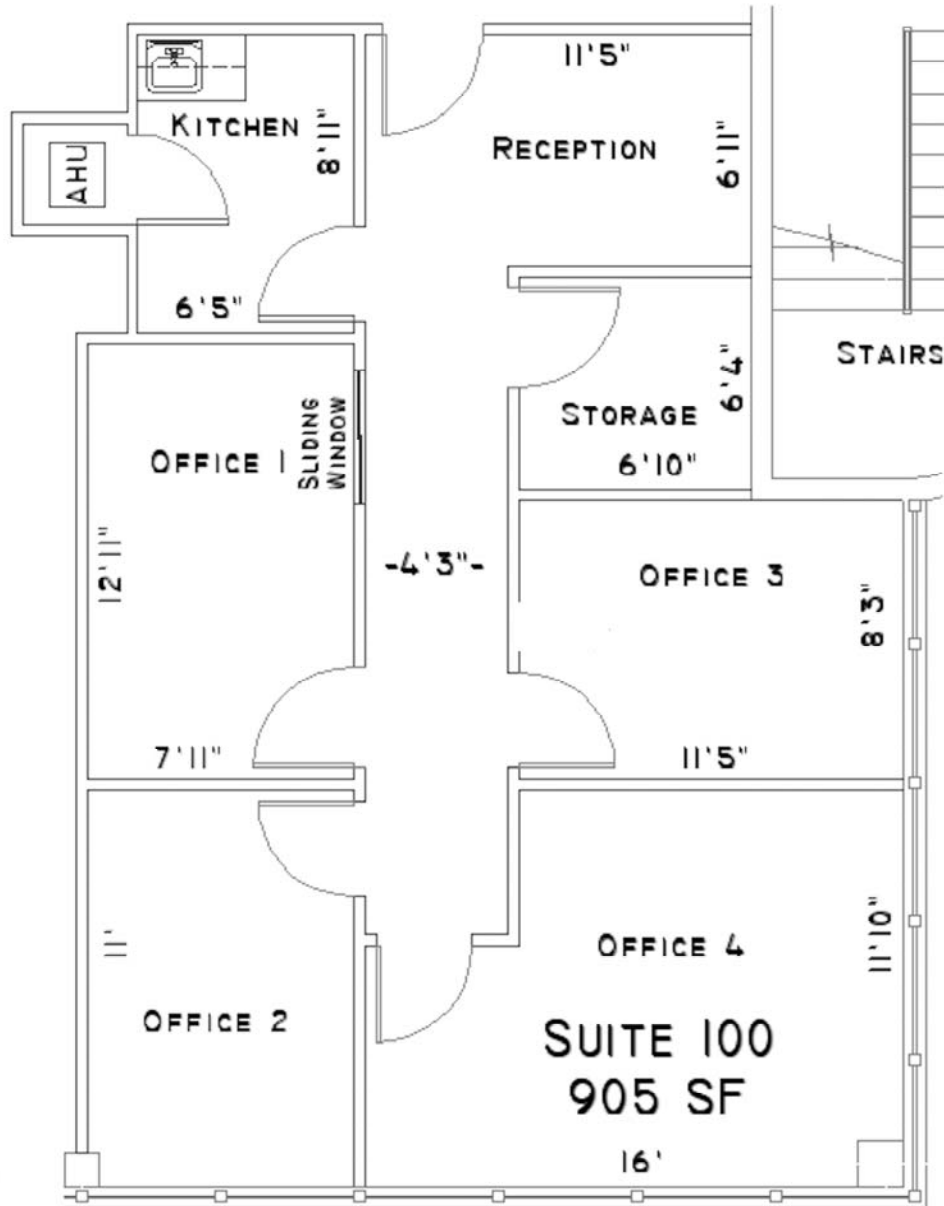 11'5"
KITCHEN
8'11"
RECEPTION
6'11"
AHU
6'5"
STAIRS
6'4"
STORAGE
6'10"
OFFICE 1
SLIDING
WINDOW
12'11"
-4'3"-
OFFICE 3
8'3"
7'11"
11'5"
11'
OFFICE 4
11'10"
OFFICE 2
SUITE 100
905 SF
16'